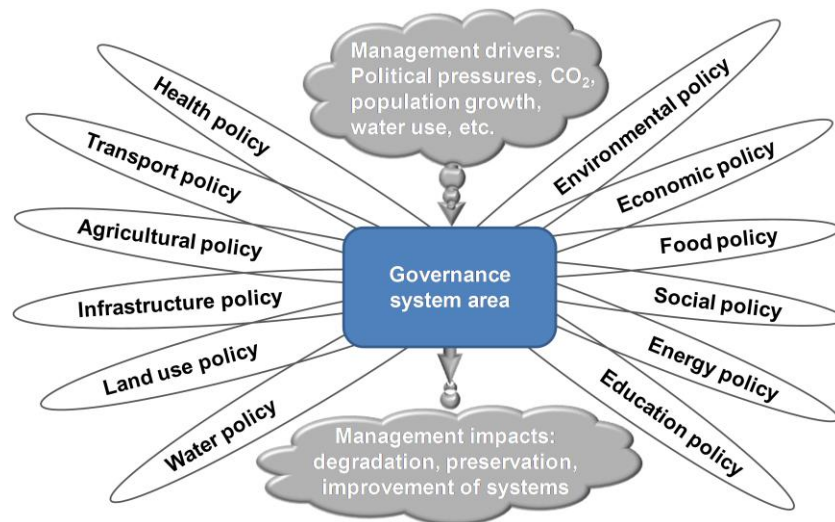 Management drivers:
Political pressures, CO₂,
population growth,
water use, etc.
Health policy
Transport policy
Agricultural policy
Infrastructure policy
Land use policy
Water policy
Governance
system area
Environmental policy
Economic policy
Food policy
Social policy
Energy policy
Education policy
Management impacts:
degradation, preservation,
improvement of systems